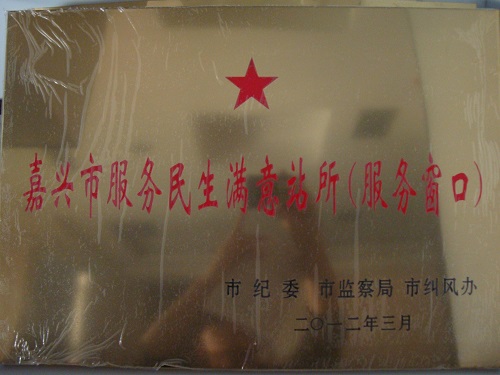 嘉兴市服务民生满意站所(服务窗口)
市纪委 市监察局 市纠风办
二〇一二年三月